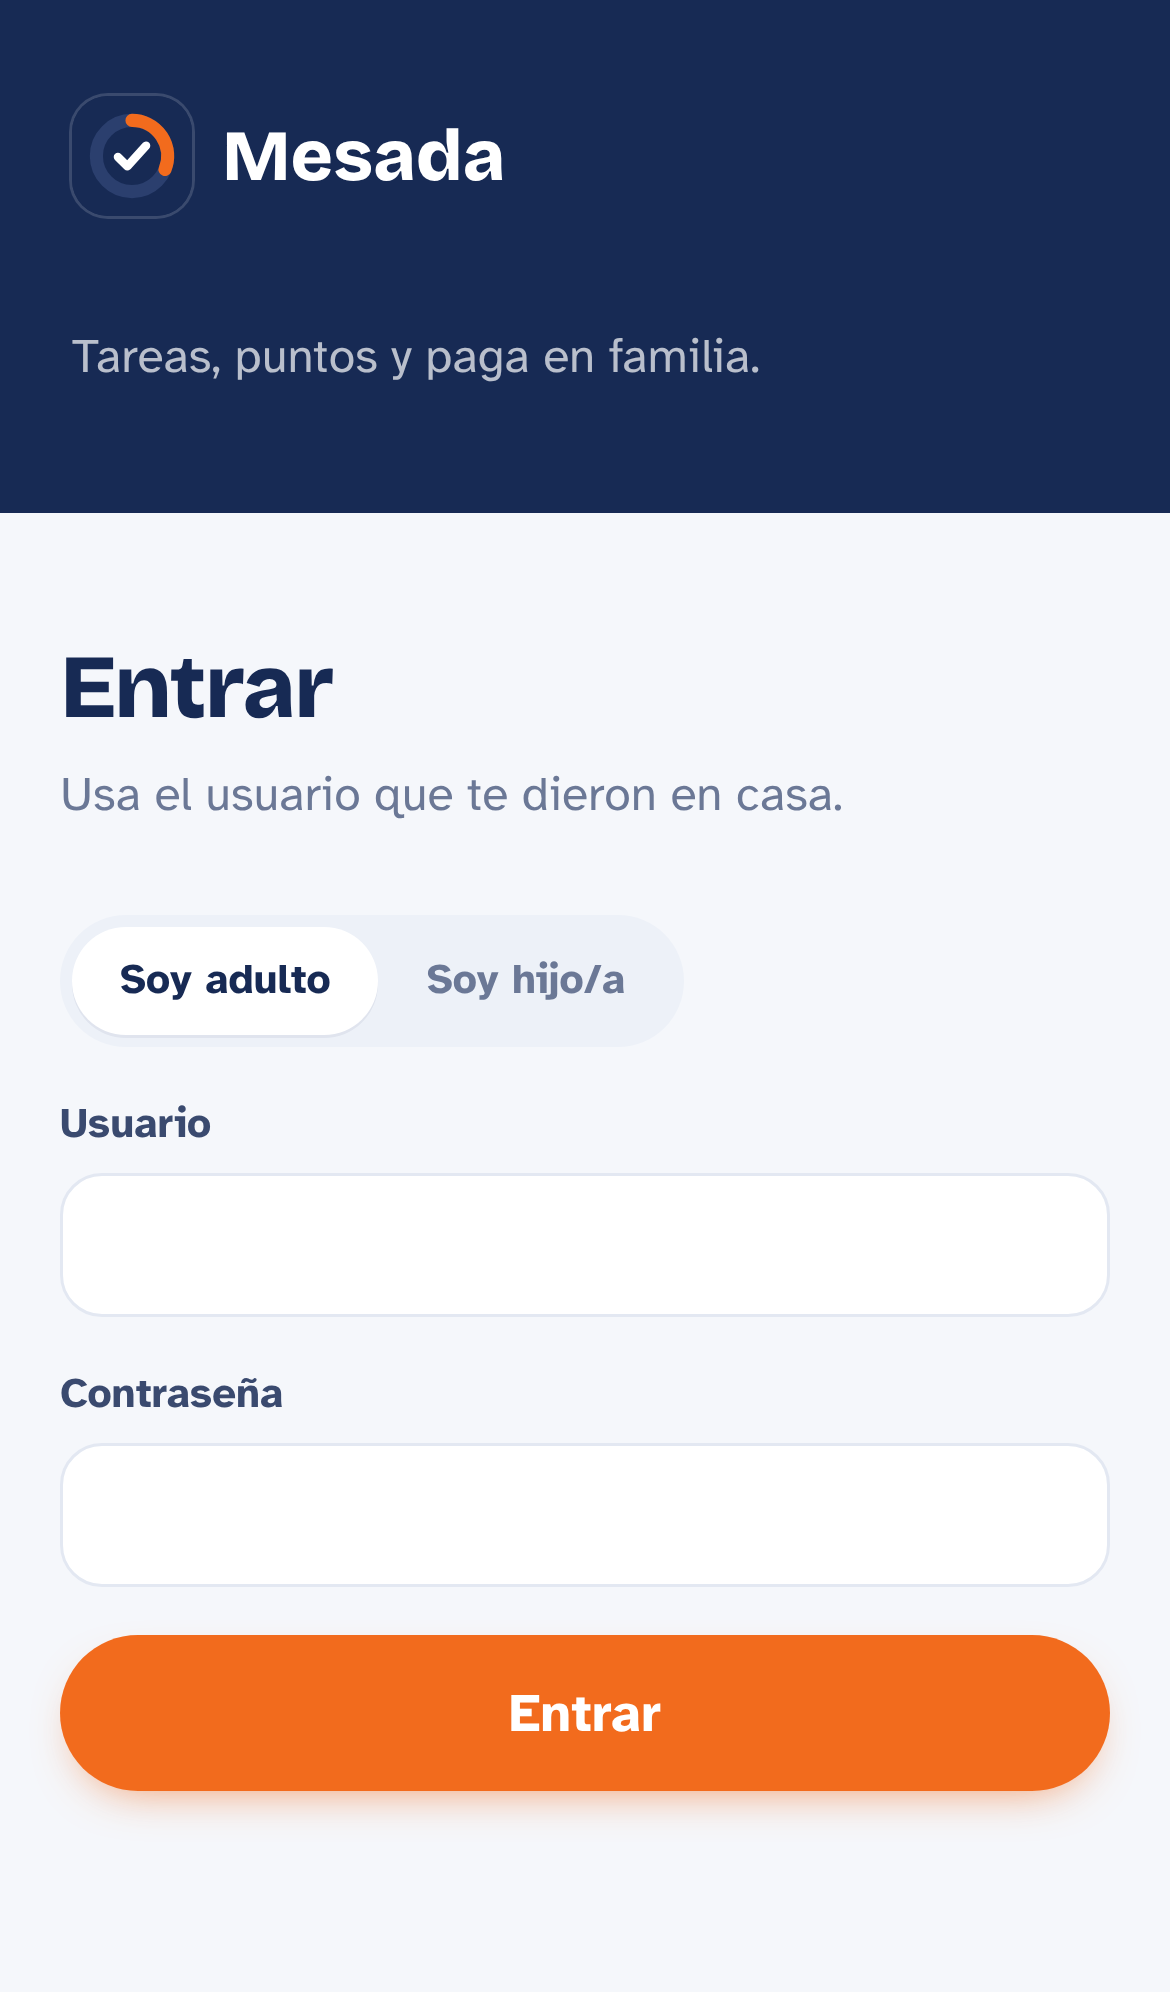 Mesada
Tareas, puntos y paga en familia.
Entrar
Usa el usuario que te dieron en casa.
Soy adulto Soy hijo/a
Usuario
Contraseña
Entrar